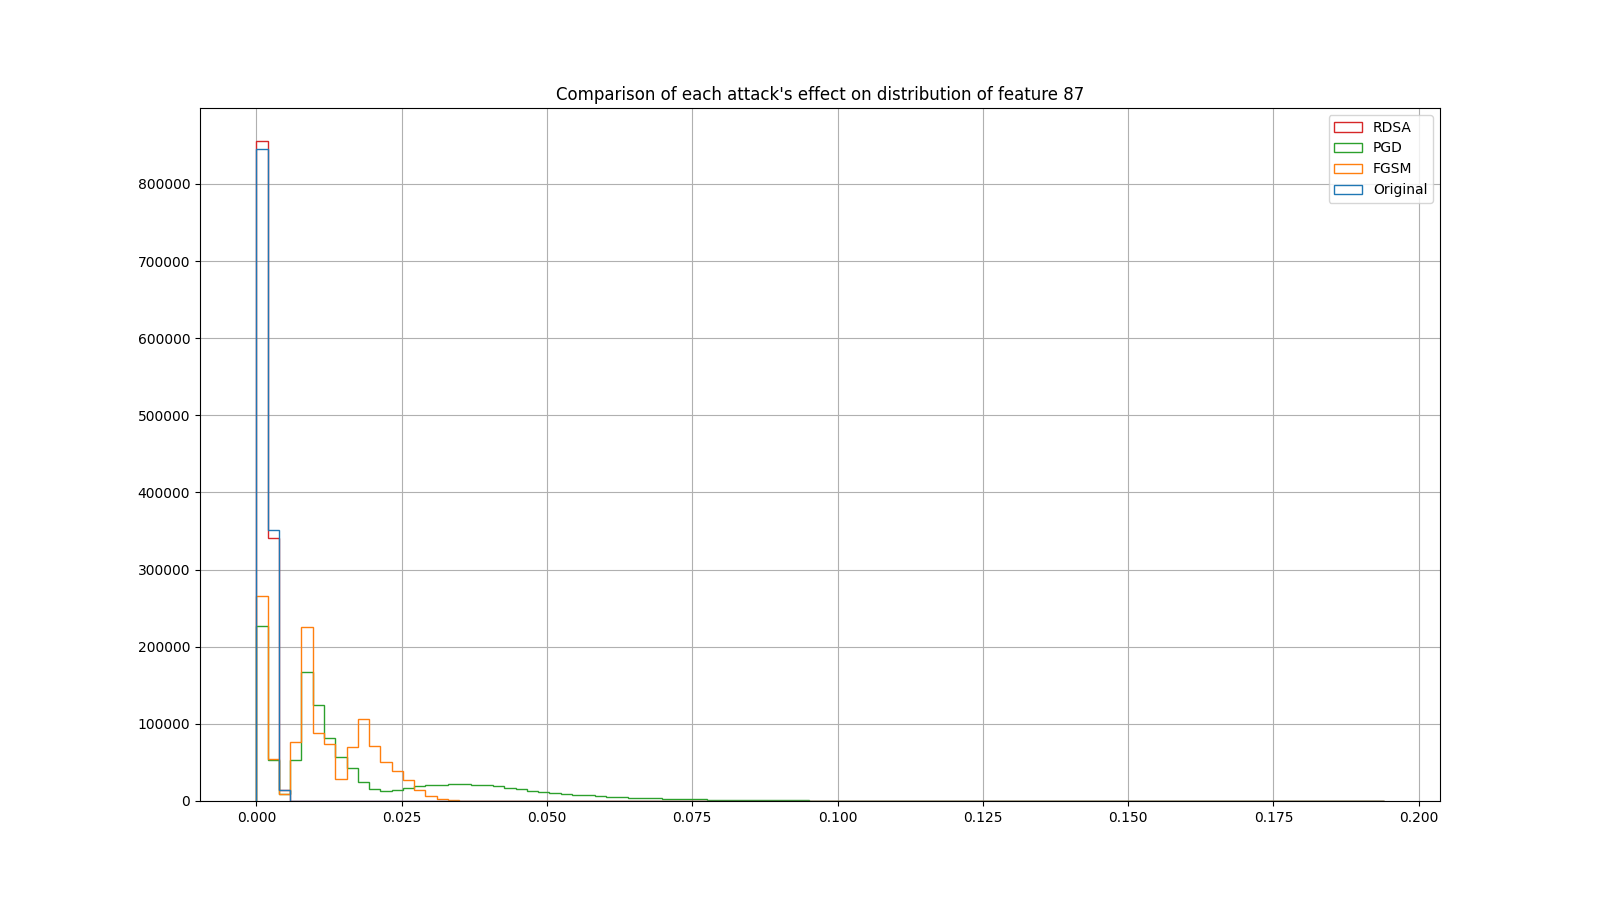 Comparison of each attack's effect on distribution of feature 87
RDSA
PGD
FGSM
Original
800000
700000
600000
500000
400000
300000
200000
100000
0
0.000 0.025 0.050 0.075 0.100 0.125 0.150 0.175 0.200